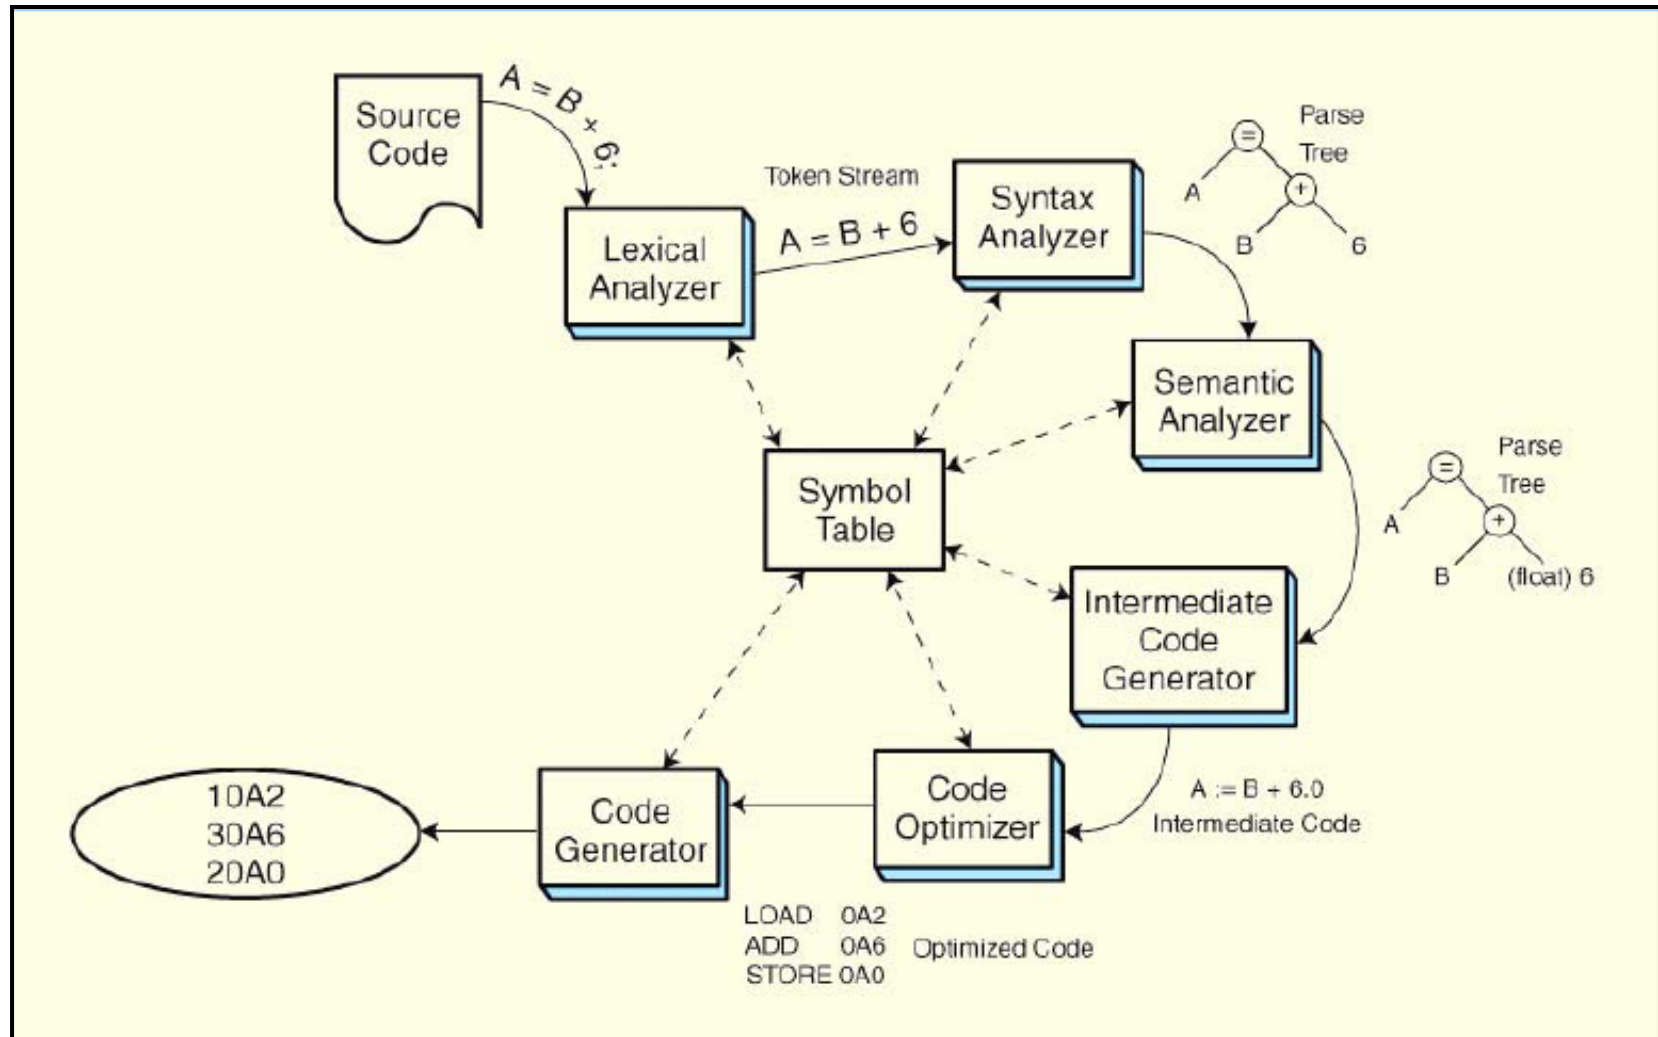 Source
Code
A = B × 6;
Lexical
Analyzer
Token Stream
A = B + 6
Syntax
Analyzer
Parse
Tree
=
A
+
B
6
Semantic
Analyzer
Parse
Tree
=
A
+
B
(float) 6
Symbol
Table
Intermediate
Code
Generator
A := B + 6.0
Intermediate Code
Code
Optimizer
LOAD 0A2
ADD 0A6
STORE 0A0
Optimized Code
Code
Generator
10A2
30A6
20A0